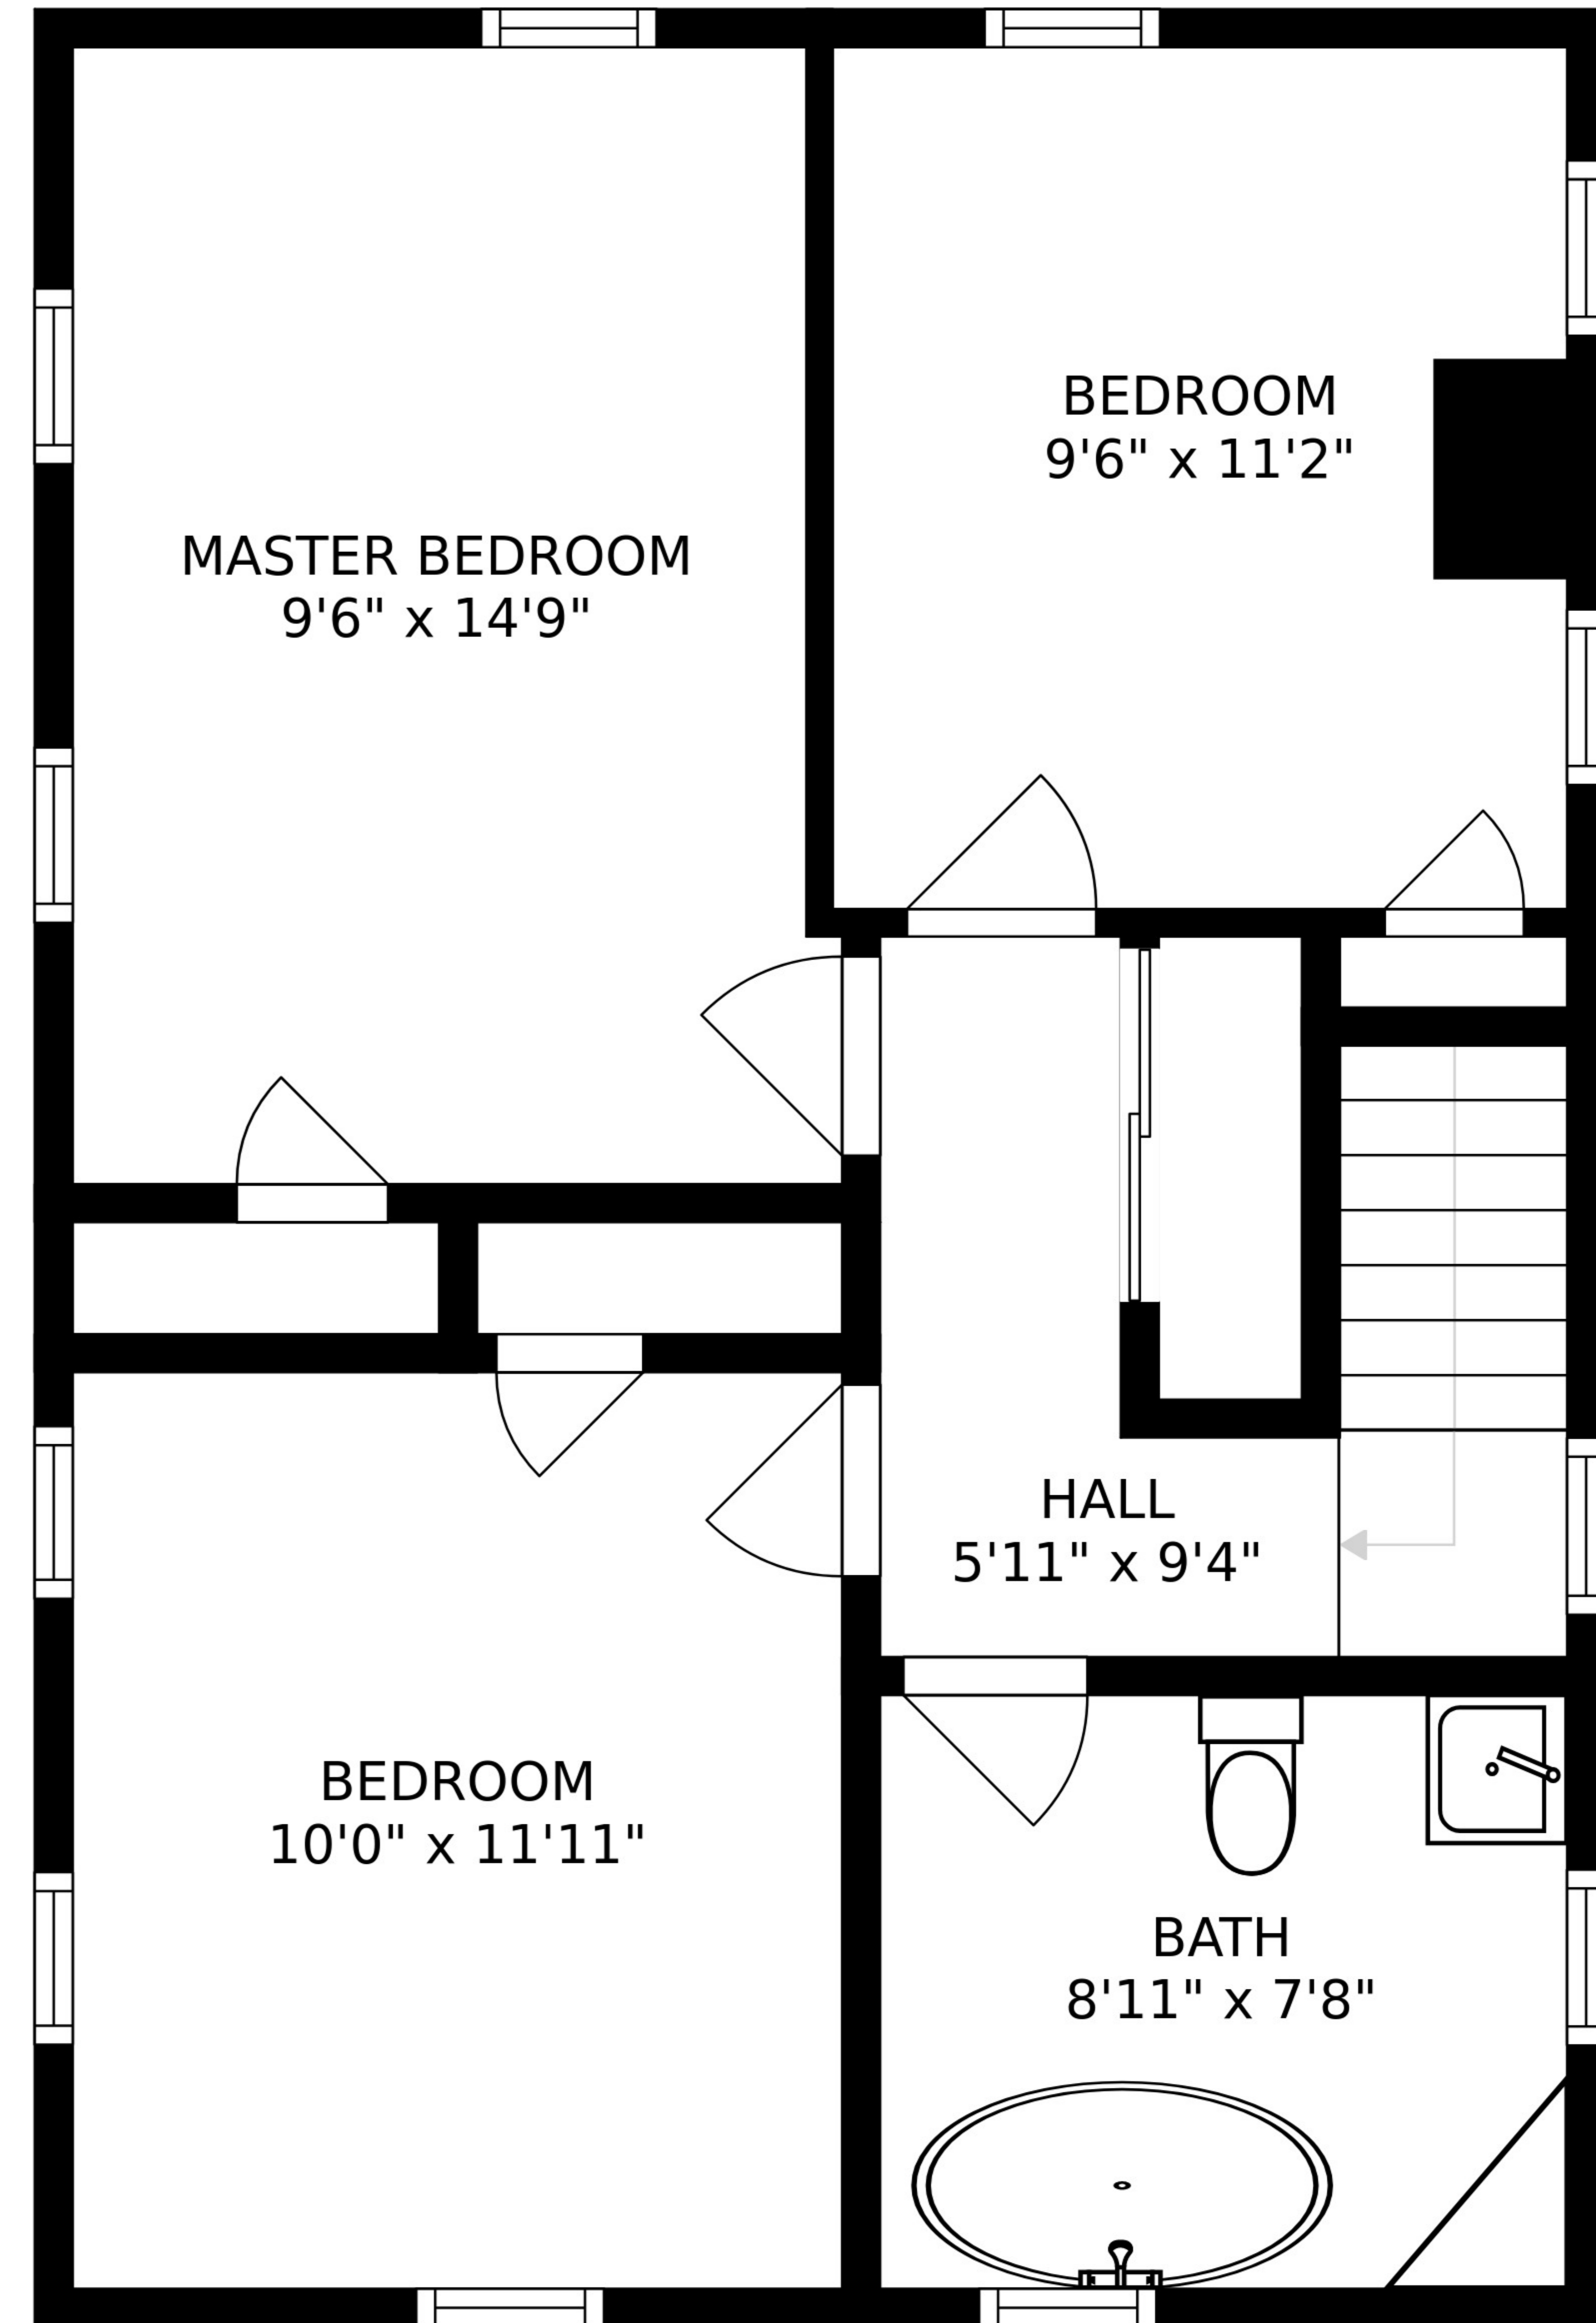 BEDROOM
9'6" x 11'2"
MASTER BEDROOM
9'6" x 14'9"
HALL
5'11" x 9'4"
BEDROOM
10'0" x 11'11"
BATH
8'11" x 7'8"